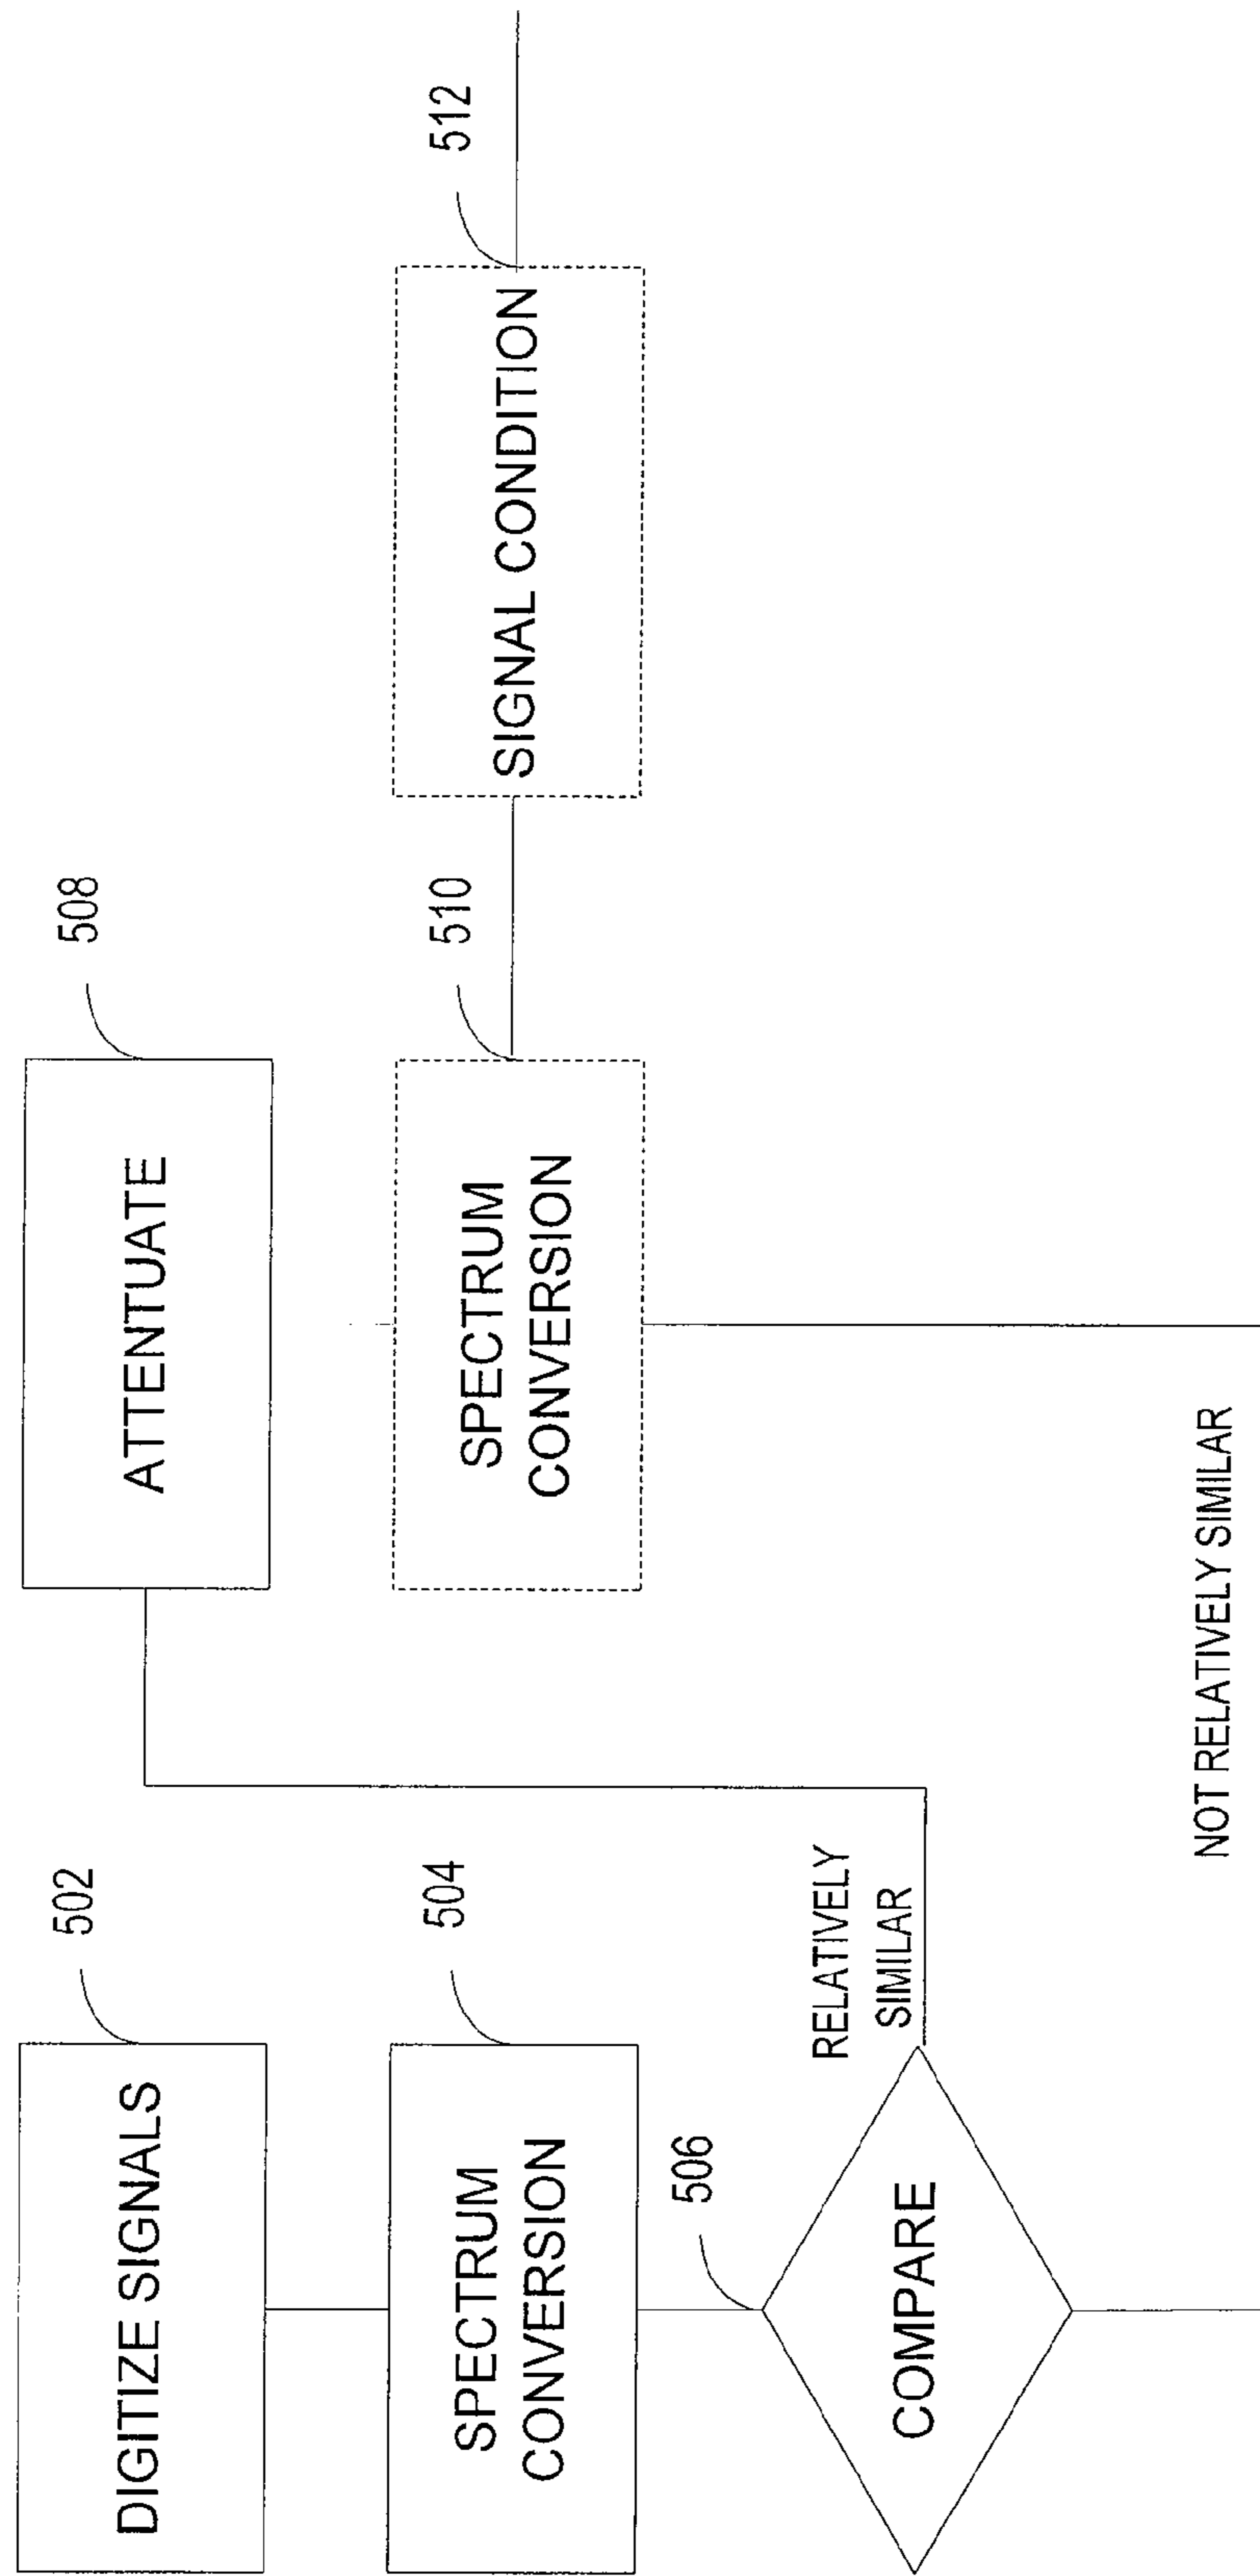 502
DIGITIZE SIGNALS
504
SPECTRUM
CONVERSION
506
COMPARE
RELATIVELY
SIMILAR
NOT RELATIVELY SIMILAR
508
ATTENTUATE
510
SPECTRUM
CONVERSION
512
SIGNAL CONDITION